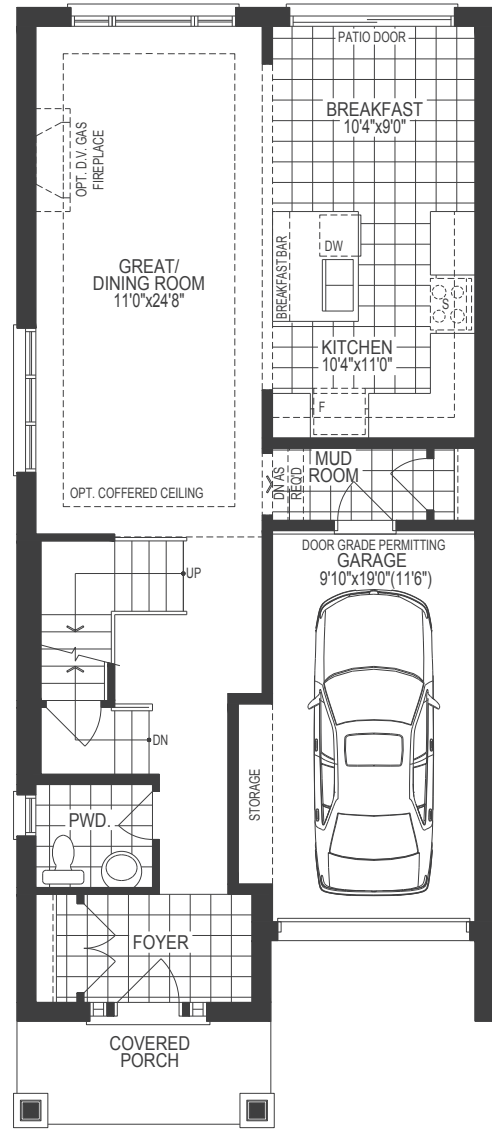 PATIO DOOR
BREAKFAST
10'4"x9'0"
OPT. D.V. GAS
FIREPLACE
DW
BREAKFAST BAR
GREAT/
DINING ROOM
11'0"x24'8"
S
KITCHEN
10'4"x11'0"
F
MUD
ROOM
DN AS
REQ'D
OPT. COFFERED CEILING
DOOR GRADE PERMITTING
GARAGE
9'10"x19'0"(11'6")
UP
DN
STORAGE
PWD.
FOYER
COVERED
PORCH